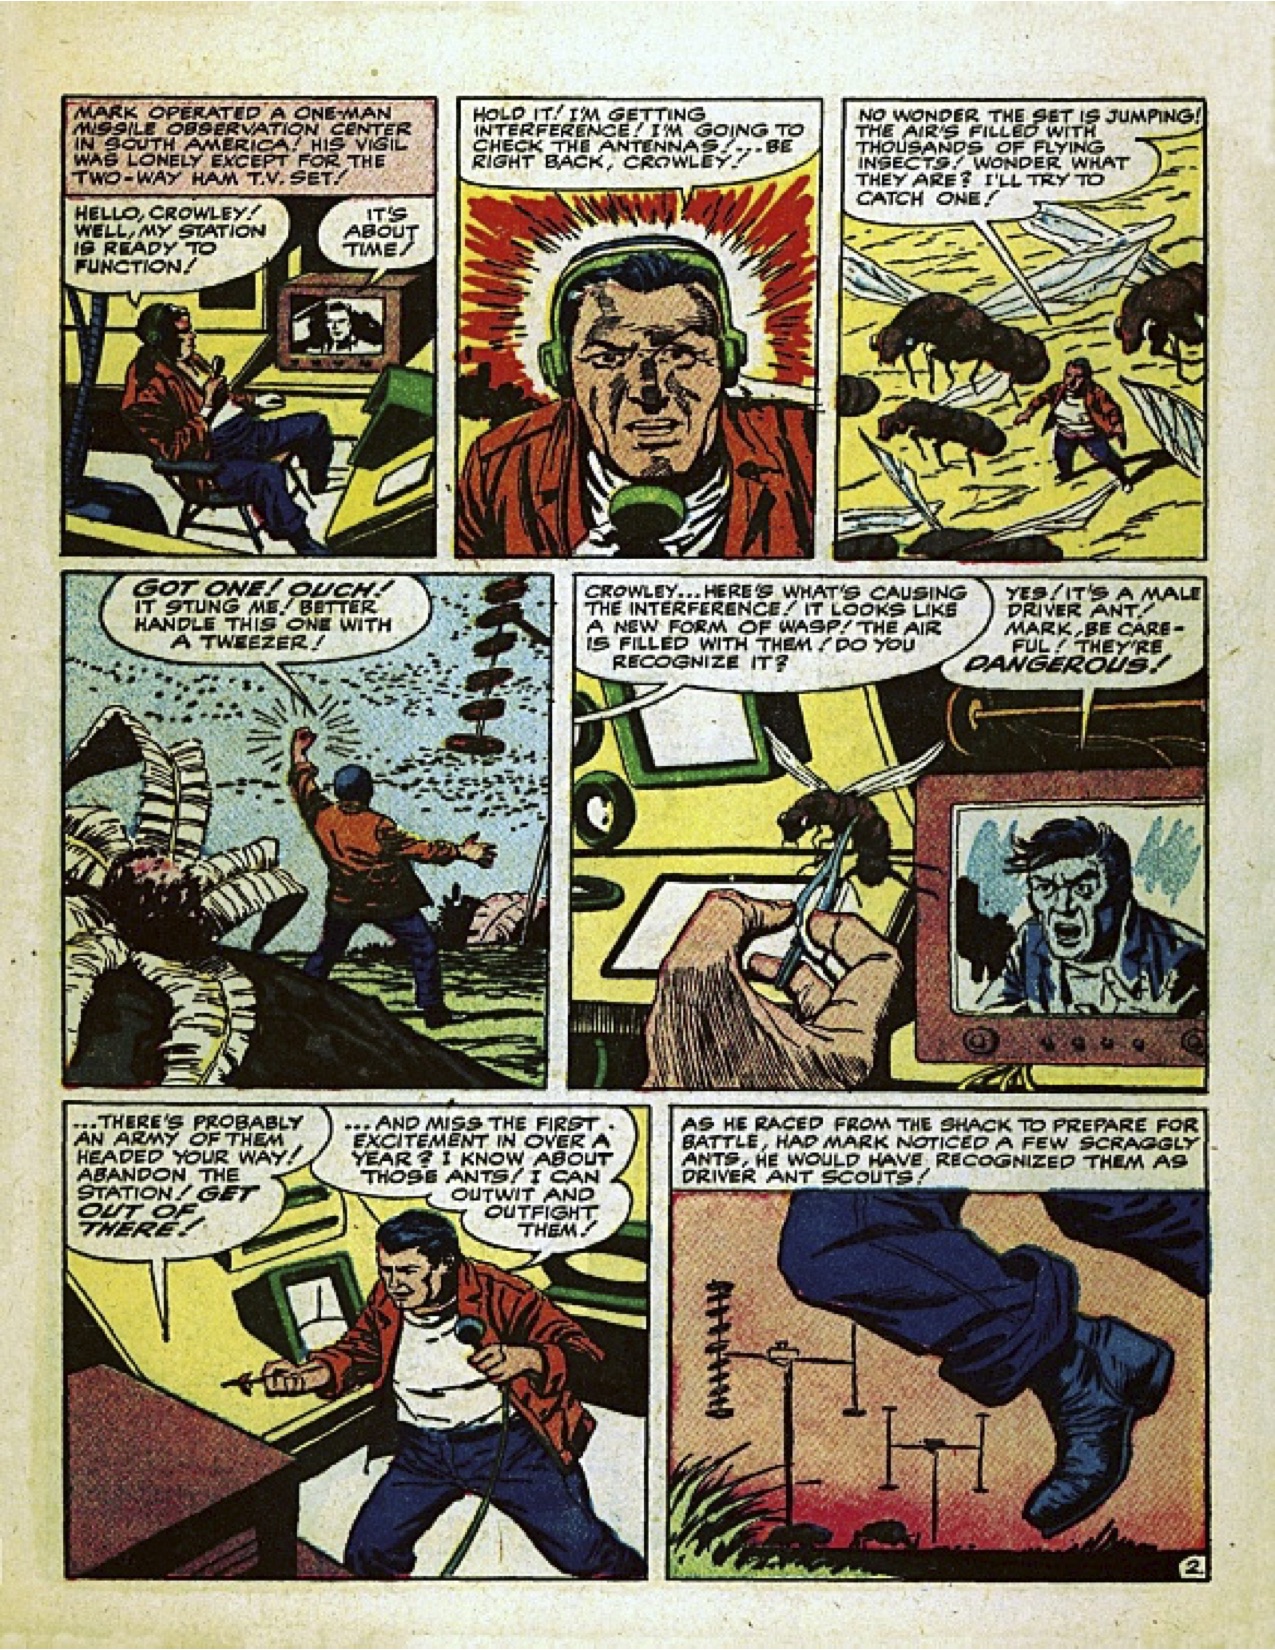 MARK OPERATED A ONE-MAN
MISSILE OBSERVATION CENTER
IN SOUTH AMERICA! HIS VIGIL
WAS LONELY EXCEPT FOR THE
TWO-WAY HAM T.V. SET!
HELLO, CROWLEY!
WELL, MY STATION
IS READY TO
FUNCTION!
IT'S
ABOUT
TIME!
HOLD IT! I'M GETTING
INTERFERENCE! I'M GOING TO
CHECK THE ANTENNAS!...BE
RIGHT BACK, CROWLEY!
NO WONDER THE SET IS JUMPING!
THE AIR'S FILLED WITH
THOUSANDS OF FLYING
INSECTS! WONDER WHAT
THEY ARE? I'LL TRY TO
CATCH ONE!
GOT ONE! OUCH!
IT STUNG ME! BETTER
HANDLE THIS ONE WITH
A TWEEZER!
CROWLEY...HERE'S WHAT'S CAUSING
THE INTERFERENCE! IT LOOKS LIKE
A NEW FORM OF WASP! THE AIR
IS FILLED WITH THEM! DO YOU
RECOGNIZE IT?
YES! IT'S A MALE
DRIVER ANT!
MARK, BE CARE-
FUL! THEY'RE
DANGEROUS!
...THERE'S PROBABLY
AN ARMY OF THEM
HEADED YOUR WAY!
ABANDON THE
STATION! GET
OUT OF
THERE!
...AND MISS THE FIRST
EXCITEMENT IN OVER A
YEAR? I KNOW ABOUT
THOSE ANTS! I CAN
OUTWIT AND
OUTFIGHT
THEM!
AS HE RACED FROM THE SHACK TO PREPARE FOR
BATTLE, HAD MARK NOTICED A FEW SCRAGGLY
ANTS, HE WOULD HAVE RECOGNIZED THEM AS
DRIVER ANT SCOUTS!
2